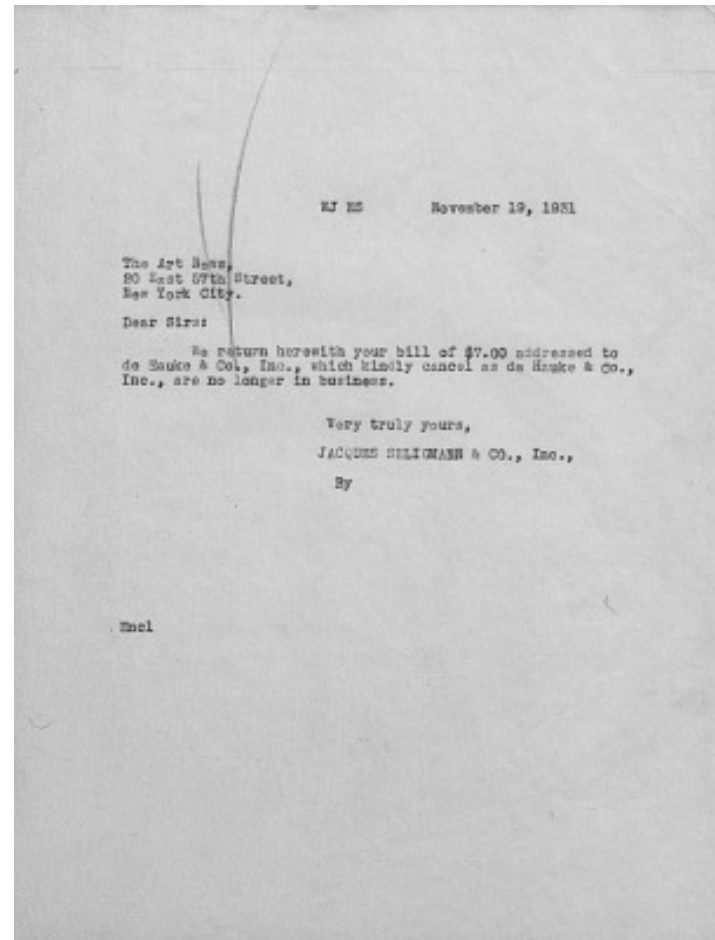 November 19, 1931
The Art News,
20 East 57th Street,
New York City.
Dear Sirs:
We return herewith your bill of $7.00 addressed to
de Hauke & Co., Inc., which kindly cancel as de Hauke & Co.,
Inc., are no longer in business.
Very truly yours,
JACQUES SELIGMANN & CO., Inc.,
By
Encl